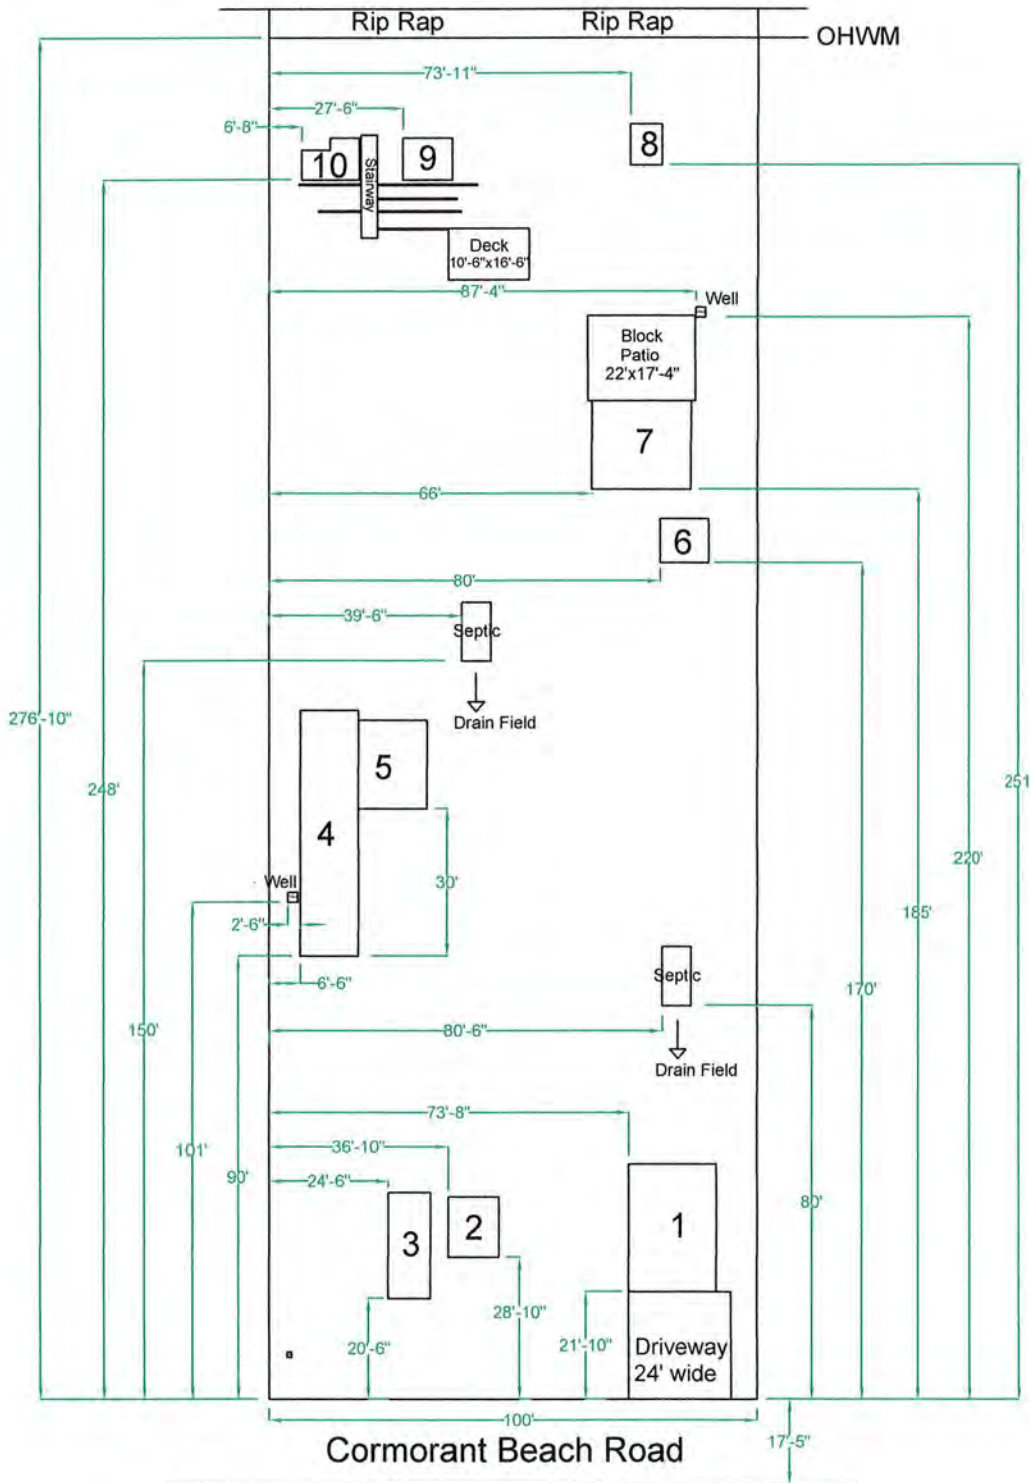 Rip Rap
Rip Rap
OHWM
73'-11"
27'-6"
6'-8"
10
Stairway
9
8
Deck
10'-6"x16'-6"
87'-4"
Well
Block
Patio
22'x17'-4"
7
66'
6
80'
39'-6"
Septic
Drain Field
276'-10"
248'
251
5
4
220'
Well
30'
185'
2'-6"
6'-6"
Septic
170'
150'
80'-6"
Drain Field
73'-8"
36'-10"
101'
90'
24'-6"
80'
3
2
1
28'-10"
20'-6"
21'-10"
Driveway
24' wide
100'
Cormorant Beach Road
17'-5"